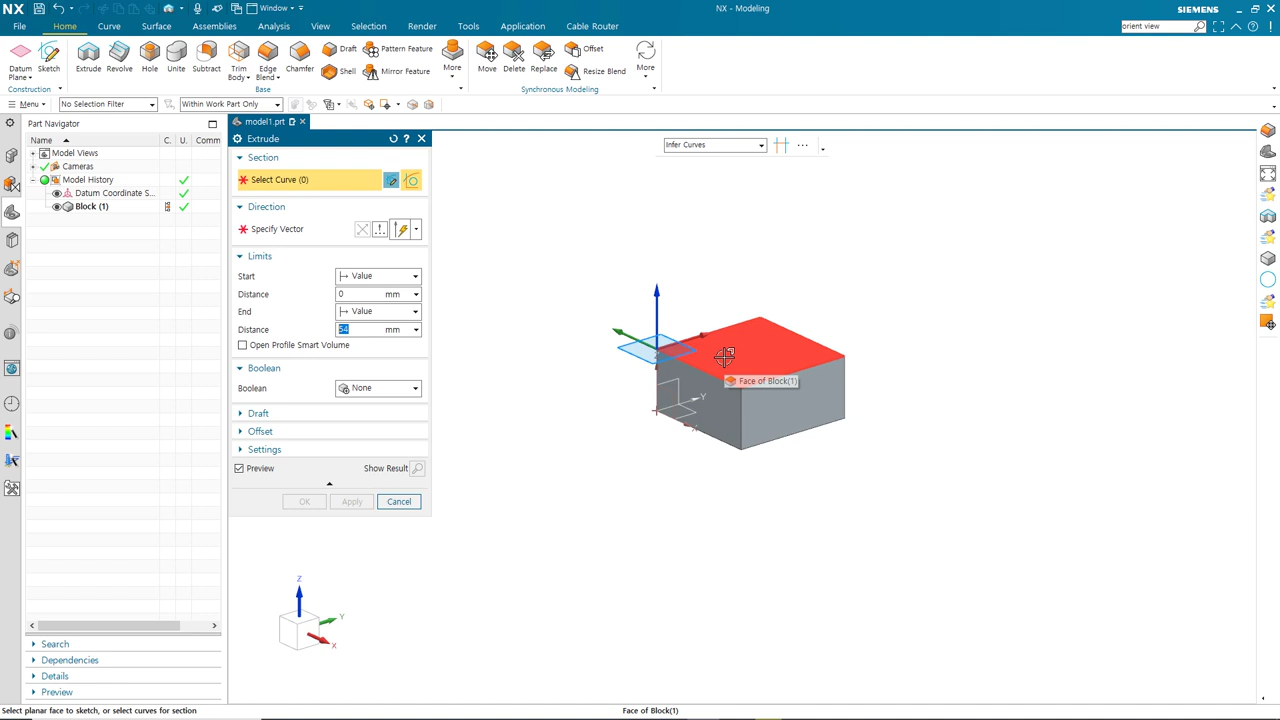 NX Window NX - Modeling SIEMENS
File Home Curve Surface Assemblies Analysis View Selection Render Tools Application Cable Router orient view
Draft Pattern Feature Offset
Datum Plane Sketch Extrude Revolve Hole Unite Subtract Trim Body Edge Blend Chamfer Shell Mirror Feature More Move Delete Replace Resize Blend More
Construction Base Synchronous Modeling
Menu No Selection Filter Within Work Part Only
Part Navigator model1.prt
Name C. U. Comm
Extrude
Model Views
Cameras
Model History
Datum Coordinate S...
Block (1)
Section
Select Curve (0)
Direction
Specify Vector
Limits
Start Value
Distance 0 mm
End Value
Distance 54 mm
Open Profile Smart Volume
Boolean
Boolean None
Draft
Offset
Settings
Preview Show Result
OK Apply Cancel
Infer Curves
Face of Block(1)
Y
X
Z
Y
X
Search
Dependencies
Details
Preview
Select planar face to sketch, or select curves for section Face of Block(1)